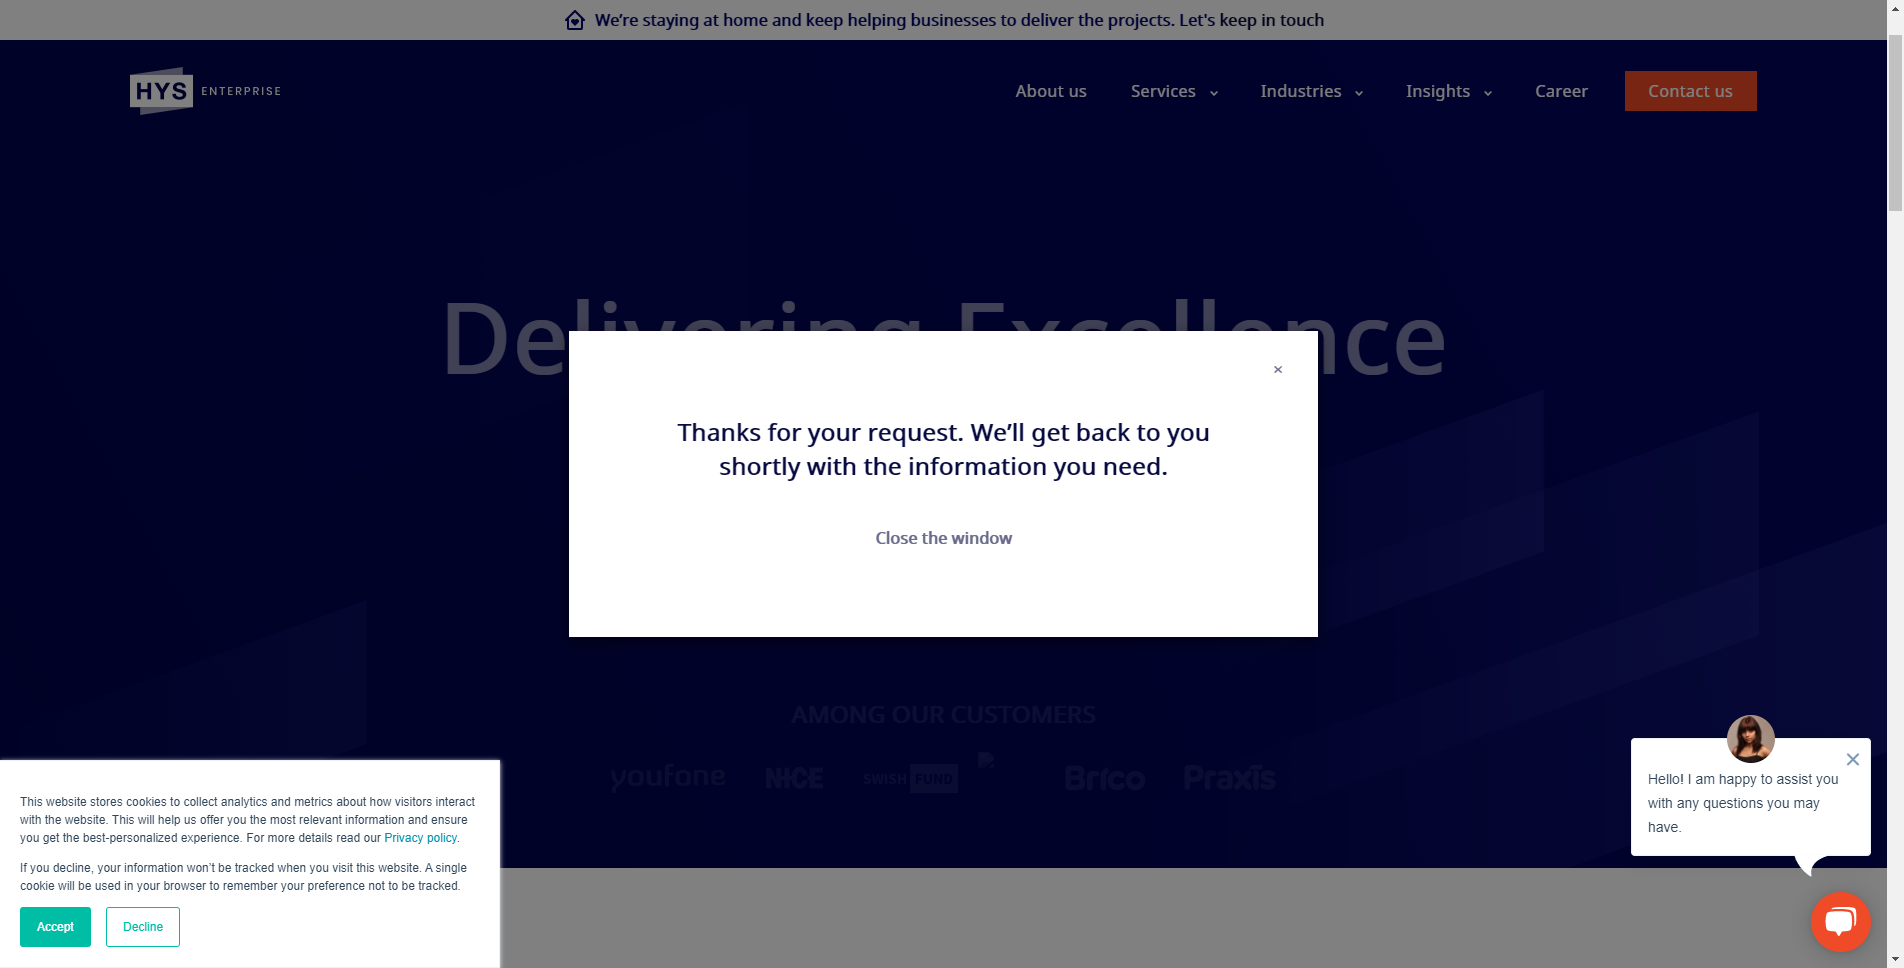 We’re staying at home and keep helping businesses to deliver the projects. Let's keep in touch
HYS ENTERPRISE
About us
Services
Industries
Insights
Career
Contact us
Delivering Excellence
×
Thanks for your request. We’ll get back to you
shortly with the information you need.
Close the window
AMONG OUR CUSTOMERS
youfone
NICE
SWISH FUND
Brico
Praxis
This website stores cookies to collect analytics and metrics about how visitors interact
with the website. This will help us offer you the most relevant information and ensure
you get the best-personalized experience. For more details read our Privacy policy.
If you decline, your information won’t be tracked when you visit this website. A single
cookie will be used in your browser to remember your preference not to be tracked.
Accept
Decline
Hello! I am happy to assist you
with any questions you may
have.